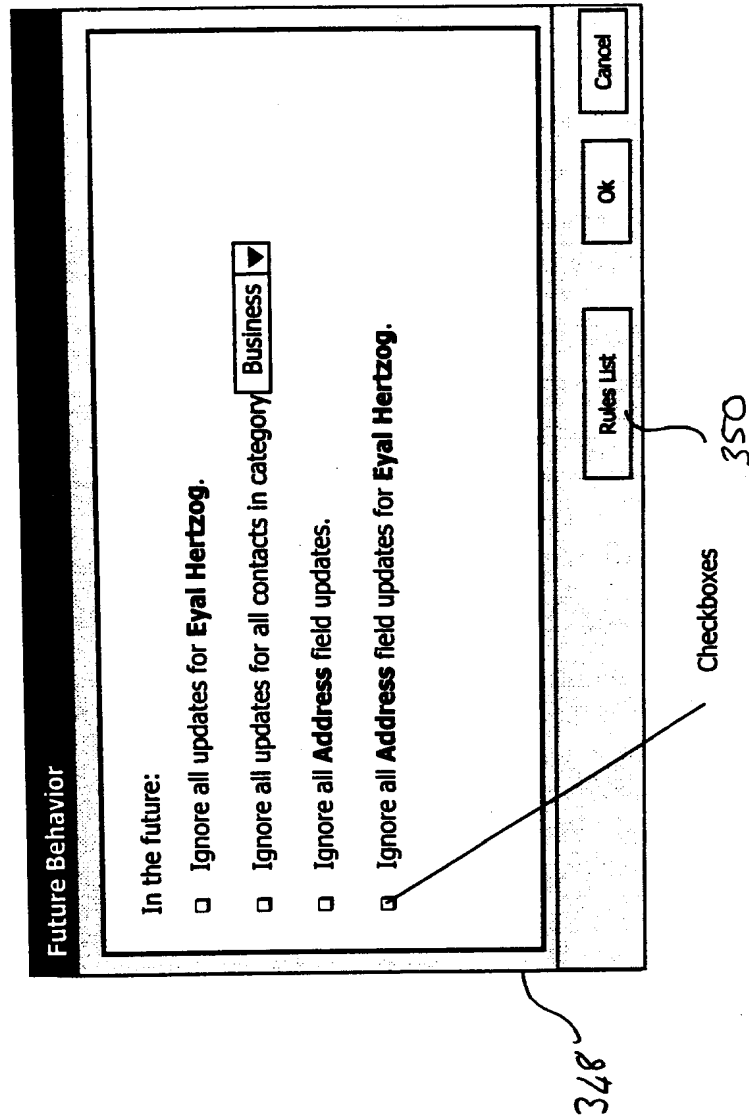 Future Behavior
In the future:
Ignore all updates for Eyal Hertzog.
Ignore all updates for all contacts in category Business
Ignore all Address field updates.
Ignore all Address field updates for Eyal Hertzog.
Rules List
Ok
Cancel
348
350
Checkboxes